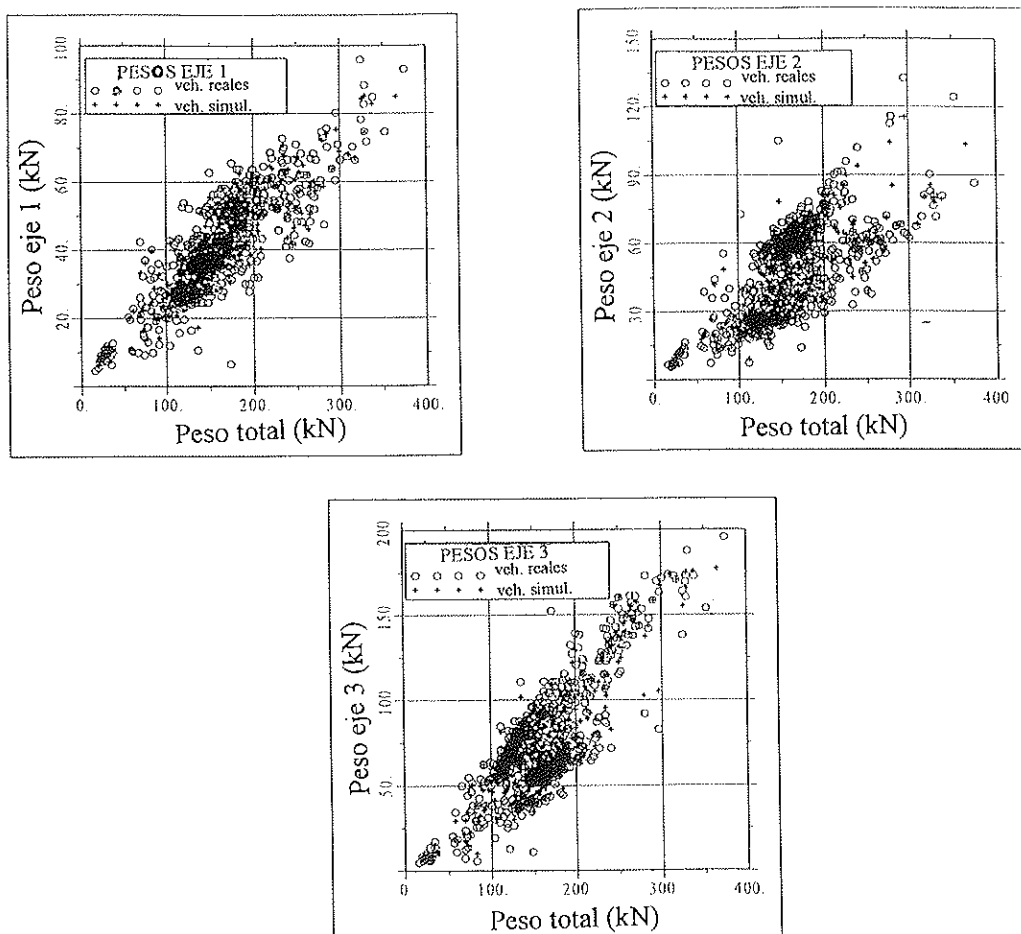 100
PESOS EJE 1
veh. reales
veh. simul.
80.
60.
40.
20.
Peso eje 1 (kN)
0. 100. 200. 300. 400.
Peso total (kN)
150
PESOS EJE 2
veh. reales
veh. simul.
120.
90.
60.
30.
Peso eje 2 (kN)
0 100. 200. 300. 400
Peso total (kN)
200
PESOS EJE 3
veh. reales
veh. simul.
150.
100
50.
Peso eje 3 (kN)
0 100. 200 300. 400.
Peso total (kN)